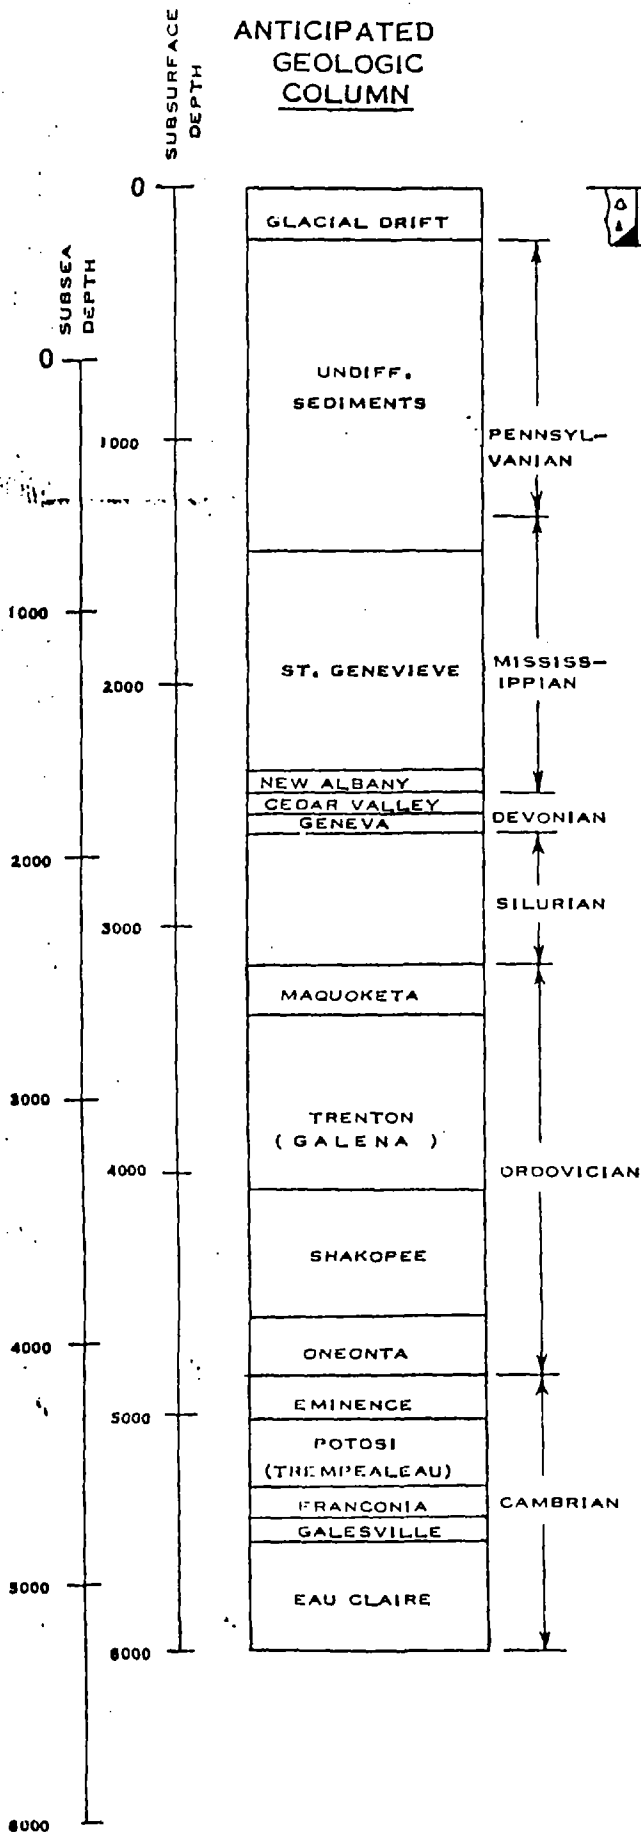 ANTICIPATED
GEOLOGIC
COLUMN
SUBSURFACE
DEPTH
SUBSEA
DEPTH
0
0
1000
1000
2000
2000
3000
3000
4000
4000
5000
5000
6000
6000
GLACIAL DRIFT
UNDIFF.
SEDIMENTS
ST. GENEVIEVE
NEW ALBANY
CEDAR VALLEY
GENEVA
MAQUOKETA
TRENTON
(GALENA )
SHAKOPEE
ONEONTA
EMINENCE
POTOSI
(TREMPEALEAU)
FRANCONIA
GALESVILLE
EAU CLAIRE
PENNSYL-
VANIAN
MISSISS-
IPPIAN
DEVONIAN
SILURIAN
ORDOVICIAN
CAMBRIAN